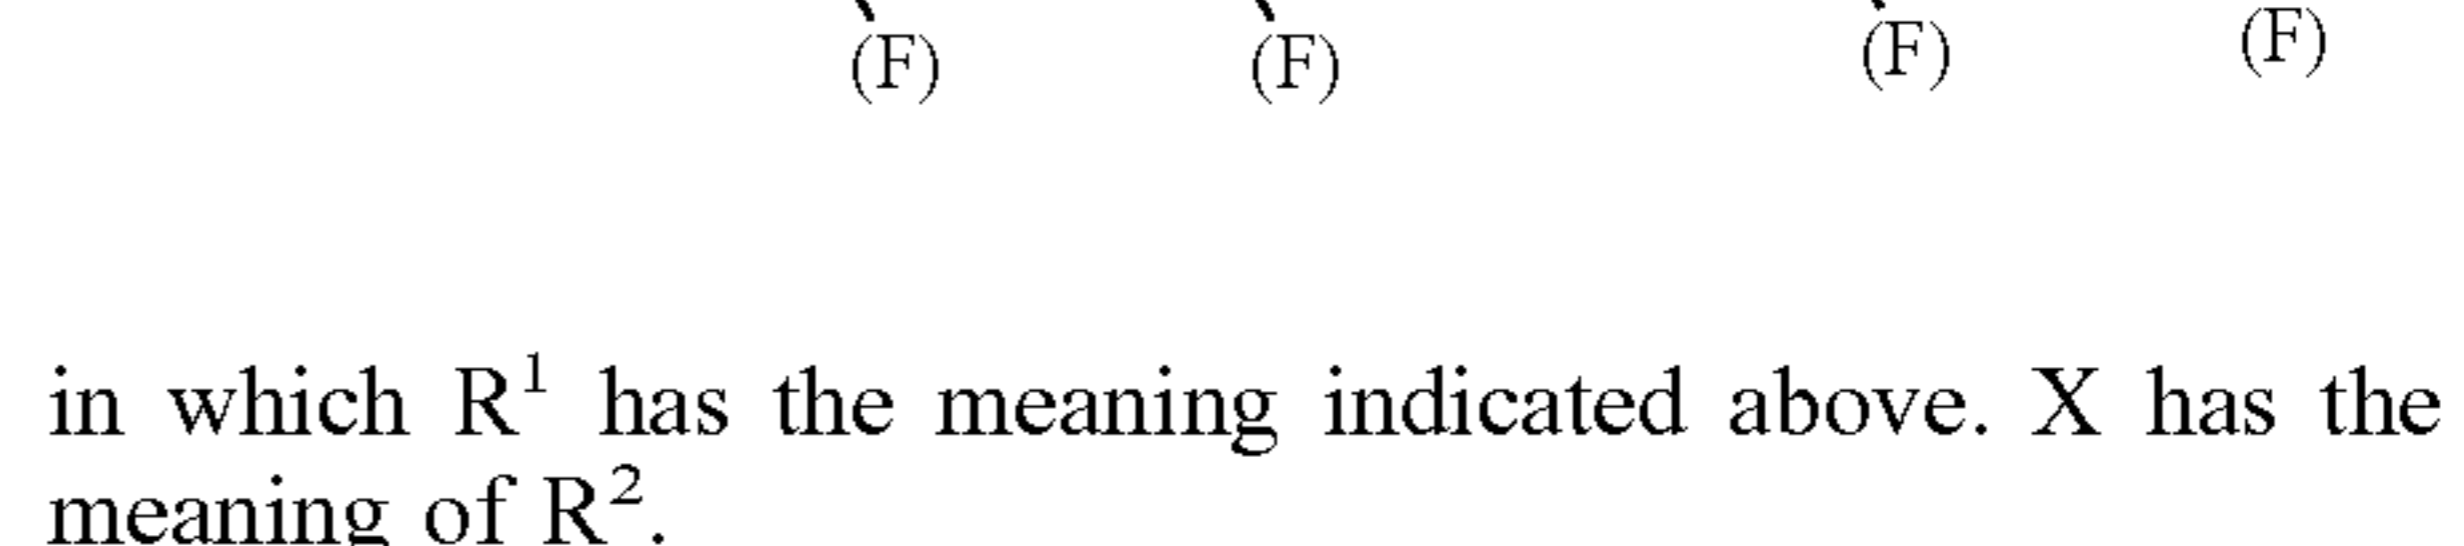 (F) (F) (F) (F)
in which R¹ has the meaning indicated above. X has the
meaning of R².